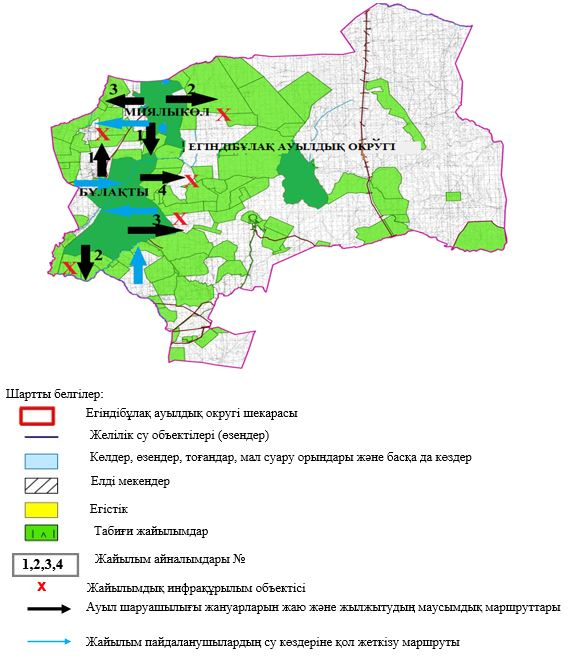 3
2
МИЯЛЫКӨЛ
Х
1
Х
ЕГІНДІБҰЛАҚ АУЫЛДЫҚ ОКРУГІ
1
БҰЛАҚТЫ
4
Х
3
Х
2
Х
Шартты белгілер:
Егіндібұлақ ауылдық округі шекарасы
Желілік су объектілері (өзендер)
Көлдер, өзендер, тоғандар, мал суару орындары және басқа да көздер
Елді мекендер
Егістік
Табиғи жайылымдар
1,2,3,4 Жайылым айналымдары №
Х Жайылымдық инфрақұрылым объектісі
Ауыл шаруашылығы жануарларын жаю және жылжытудың маусымдық маршруттары
Жайылым пайдаланушылардың су көздеріне қол жеткізу маршруты